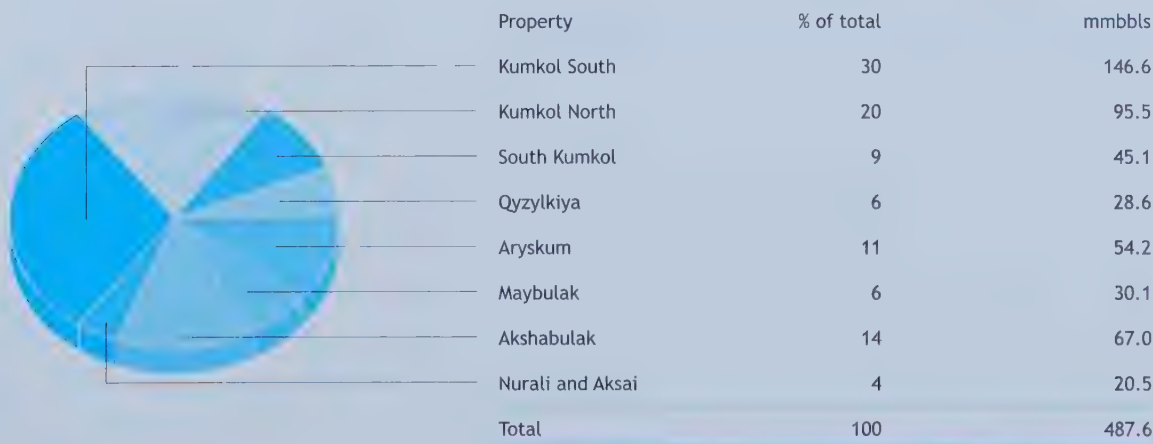 Property % of total mmbbls
Kumkol South 30 146.6
Kumkol North 20 95.5
South Kumkol 9 45.1
Qyzylkiya 6 28.6
Aryskum 11 54.2
Maybulak 6 30.1
Akshabulak 14 67.0
Nurali and Aksai 4 20.5
Total 100 487.6